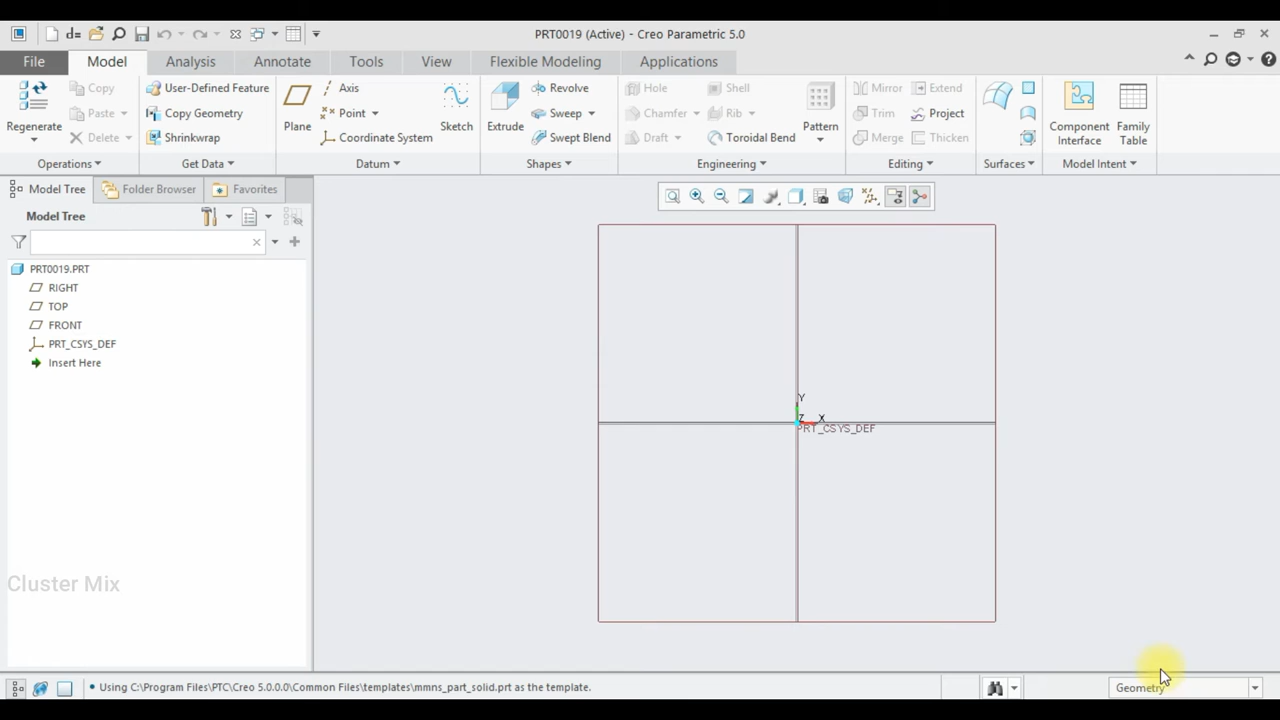 PRT0019 (Active) - Creo Parametric 5.0
File Model Analysis Annotate Tools View Flexible Modeling Applications
Regenerate
Copy
Paste
Delete
Operations
User-Defined Feature
Copy Geometry
Shrinkwrap
Get Data
Plane
Axis
Point
Coordinate System
Sketch
Datum
Extrude
Revolve
Sweep
Swept Blend
Shapes
Hole
Chamfer
Draft
Shell
Rib
Toroidal Bend
Pattern
Engineering
Mirror
Trim
Merge
Extend
Project
Thicken
Editing
Surfaces
Component
Interface
Family
Table
Model Intent
Model Tree Folder Browser Favorites
Model Tree
PRT0019.PRT
RIGHT
TOP
FRONT
PRT_CSYS_DEF
Insert Here
Y
Z X
PRT_CSYS_DEF
Cluster Mix
• Using C:\Program Files\PTC\Creo 5.0.0.0\Common Files\templates\mmns_part_solid.prt as the template.
Geometry